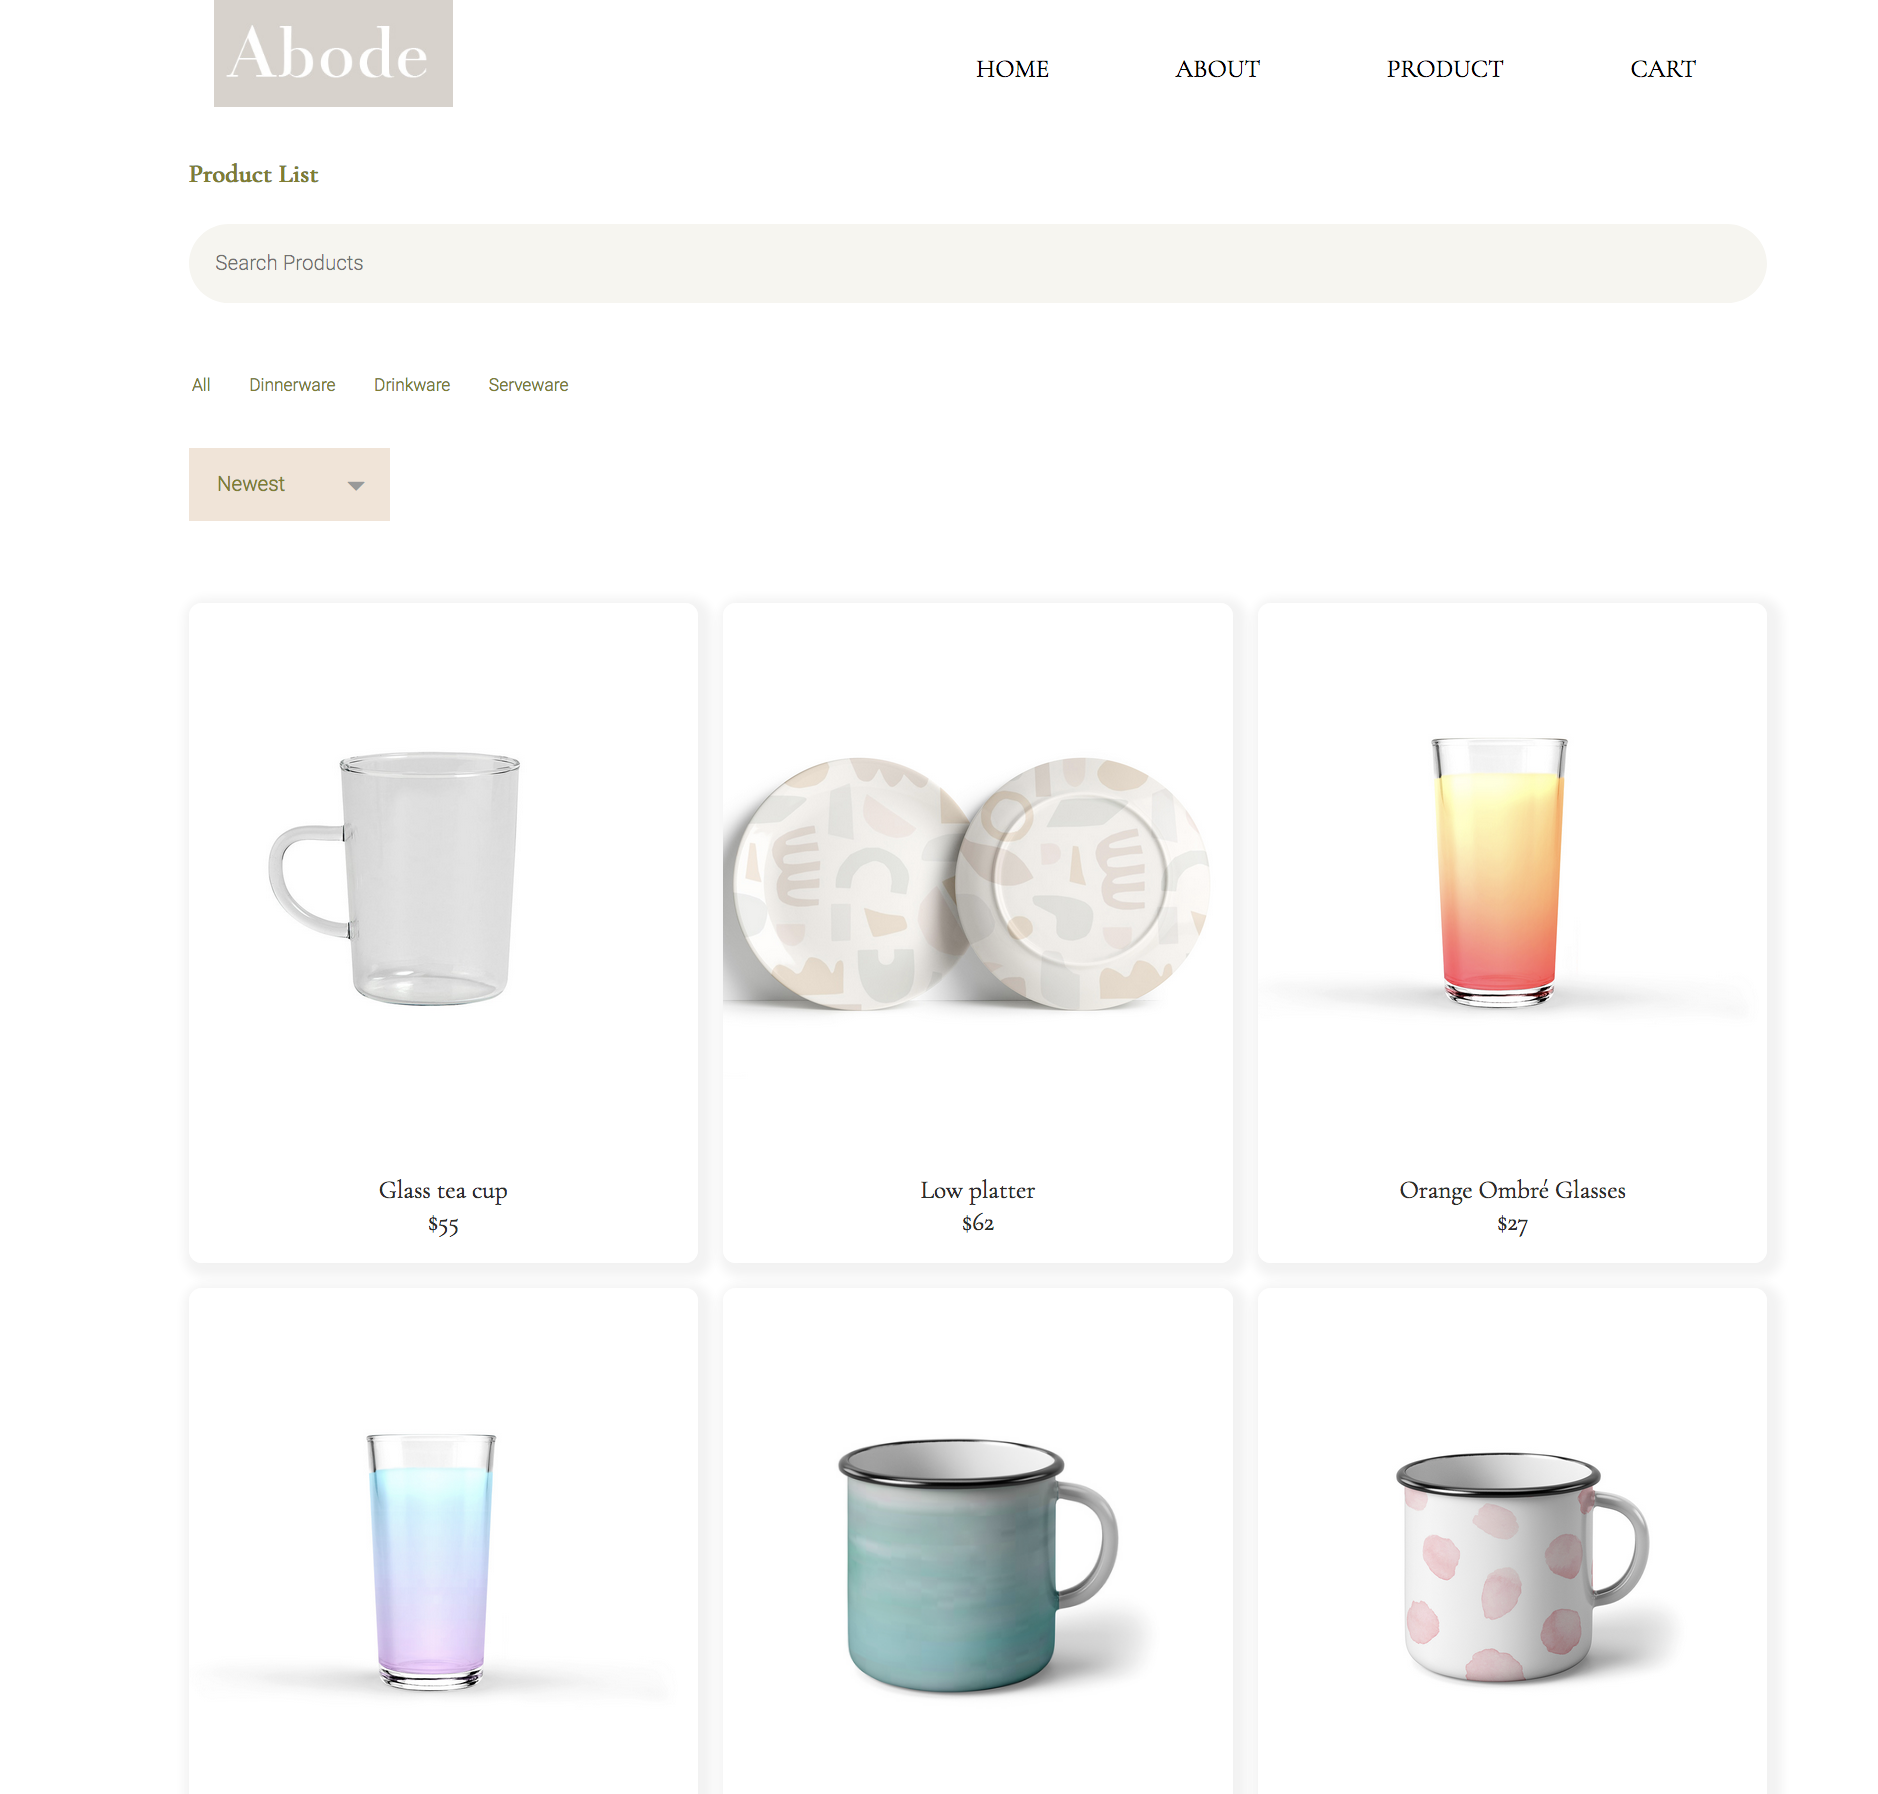 Abode
HOME ABOUT PRODUCT CART
Product List
Search Products
All Dinnerware Drinkware Serveware
Newest
Glass tea cup
$55
Low platter
$62
Orange Ombré Glasses
$27